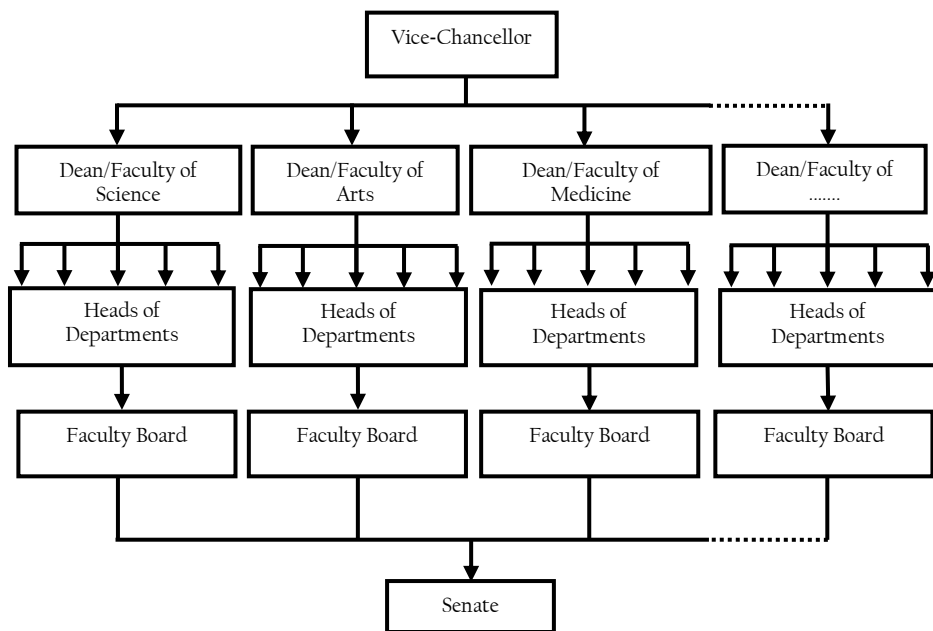 Vice-Chancellor
Dean/Faculty of
Science
Dean/Faculty of
Arts
Dean/Faculty of
Medicine
Dean/Faculty of
.......
Heads of
Departments
Heads of
Departments
Heads of
Departments
Heads of
Departments
Faculty Board
Faculty Board
Faculty Board
Faculty Board
Senate